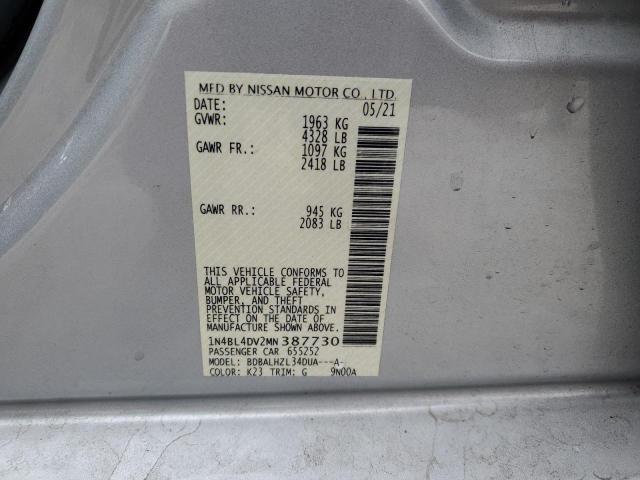 MFD BY NISSAN MOTOR CO., LTD.
DATE: 05/21
GVWR: 1963 KG
4328 LB
GAWR FR.: 1097 KG
2418 LB
GAWR RR.: 945 KG
2083 LB
THIS VEHICLE CONFORMS TO
ALL APPLICABLE FEDERAL
MOTOR VEHICLE SAFETY,
BUMPER, AND THEFT
PREVENTION STANDARDS IN
EFFECT ON THE DATE OF
MANUFACTURE SHOWN ABOVE.
1N4BL4DV2MN387730
PASSENGER CAR 655252
MODEL: BDBALHZL34DUA---A-
COLOR: K23 TRIM: G 9N00A